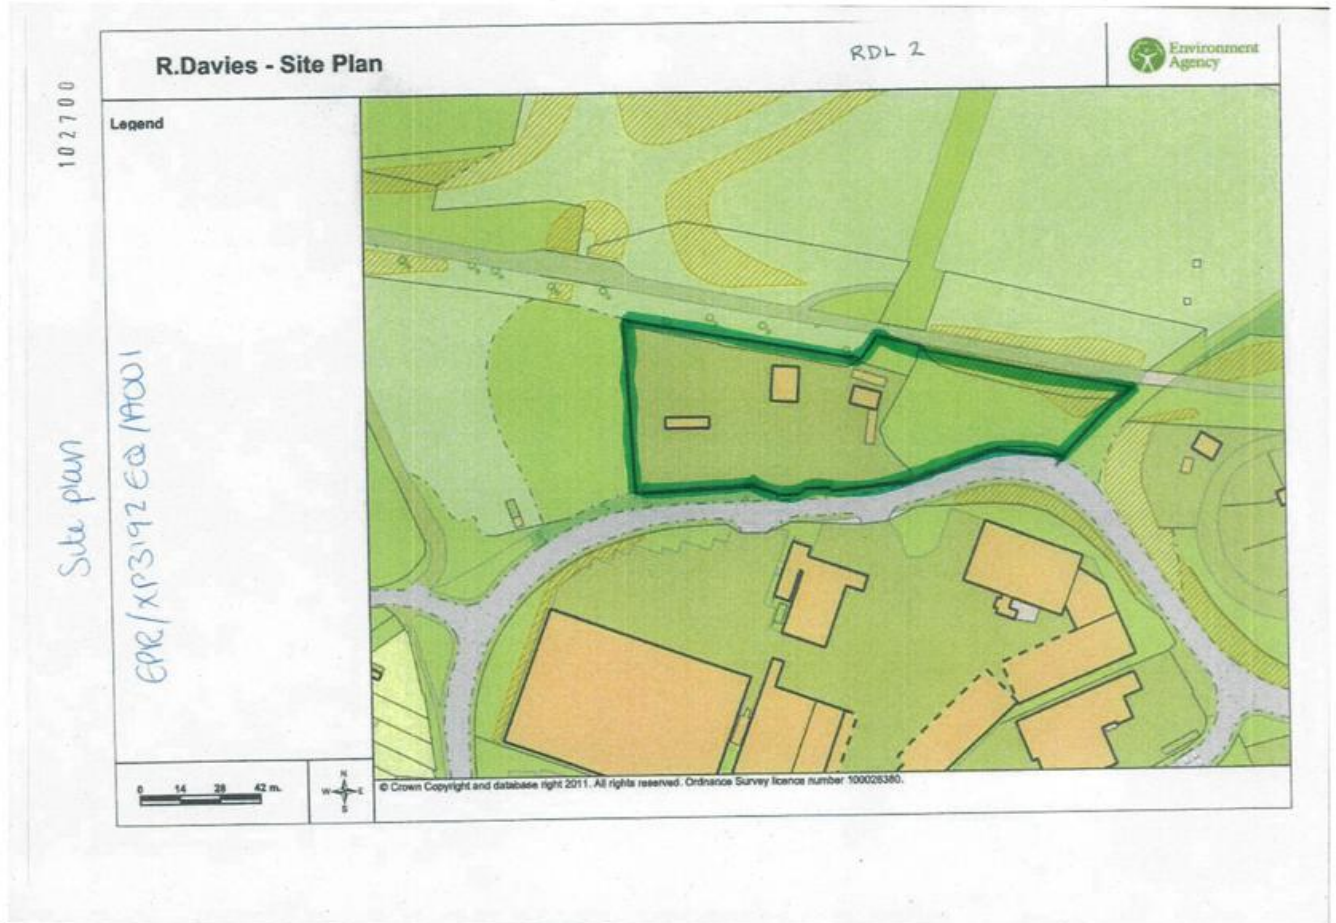 R.Davies - Site Plan
RDL 2
Environment
Agency
102700
Legend
Site plan
EPR/XP3192EQ/A001
0 14 28 42 m.
N
W E
S
© Crown Copyright and database right 2011. All rights reserved. Ordnance Survey licence number 100026380.